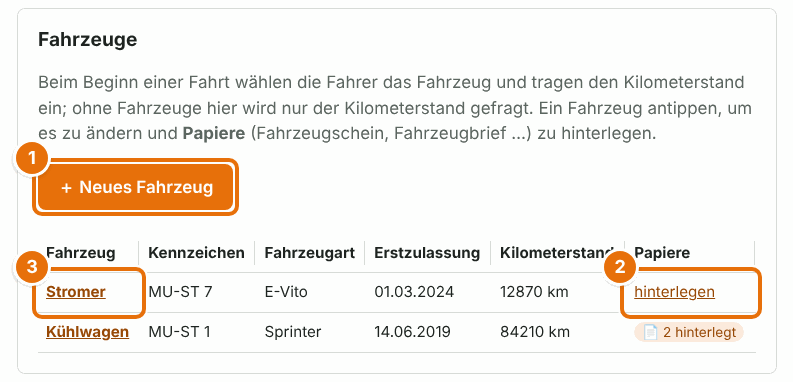 Fahrzeuge
Beim Beginn einer Fahrt wählen die Fahrer das Fahrzeug und tragen den Kilometerstand
ein; ohne Fahrzeuge hier wird nur der Kilometerstand gefragt. Ein Fahrzeug antippen, um
es zu ändern und Papiere (Fahrzeugschein, Fahrzeugbrief ...) zu hinterlegen.
1
+ Neues Fahrzeug
Fahrzeug Kennzeichen Fahrzeugart Erstzulassung Kilometerstand Papiere
3 2
Stromer MU-ST 7 E-Vito 01.03.2024 12870 km hinterlegen
Kühlwagen MU-ST 1 Sprinter 14.06.2019 84210 km 2 hinterlegt